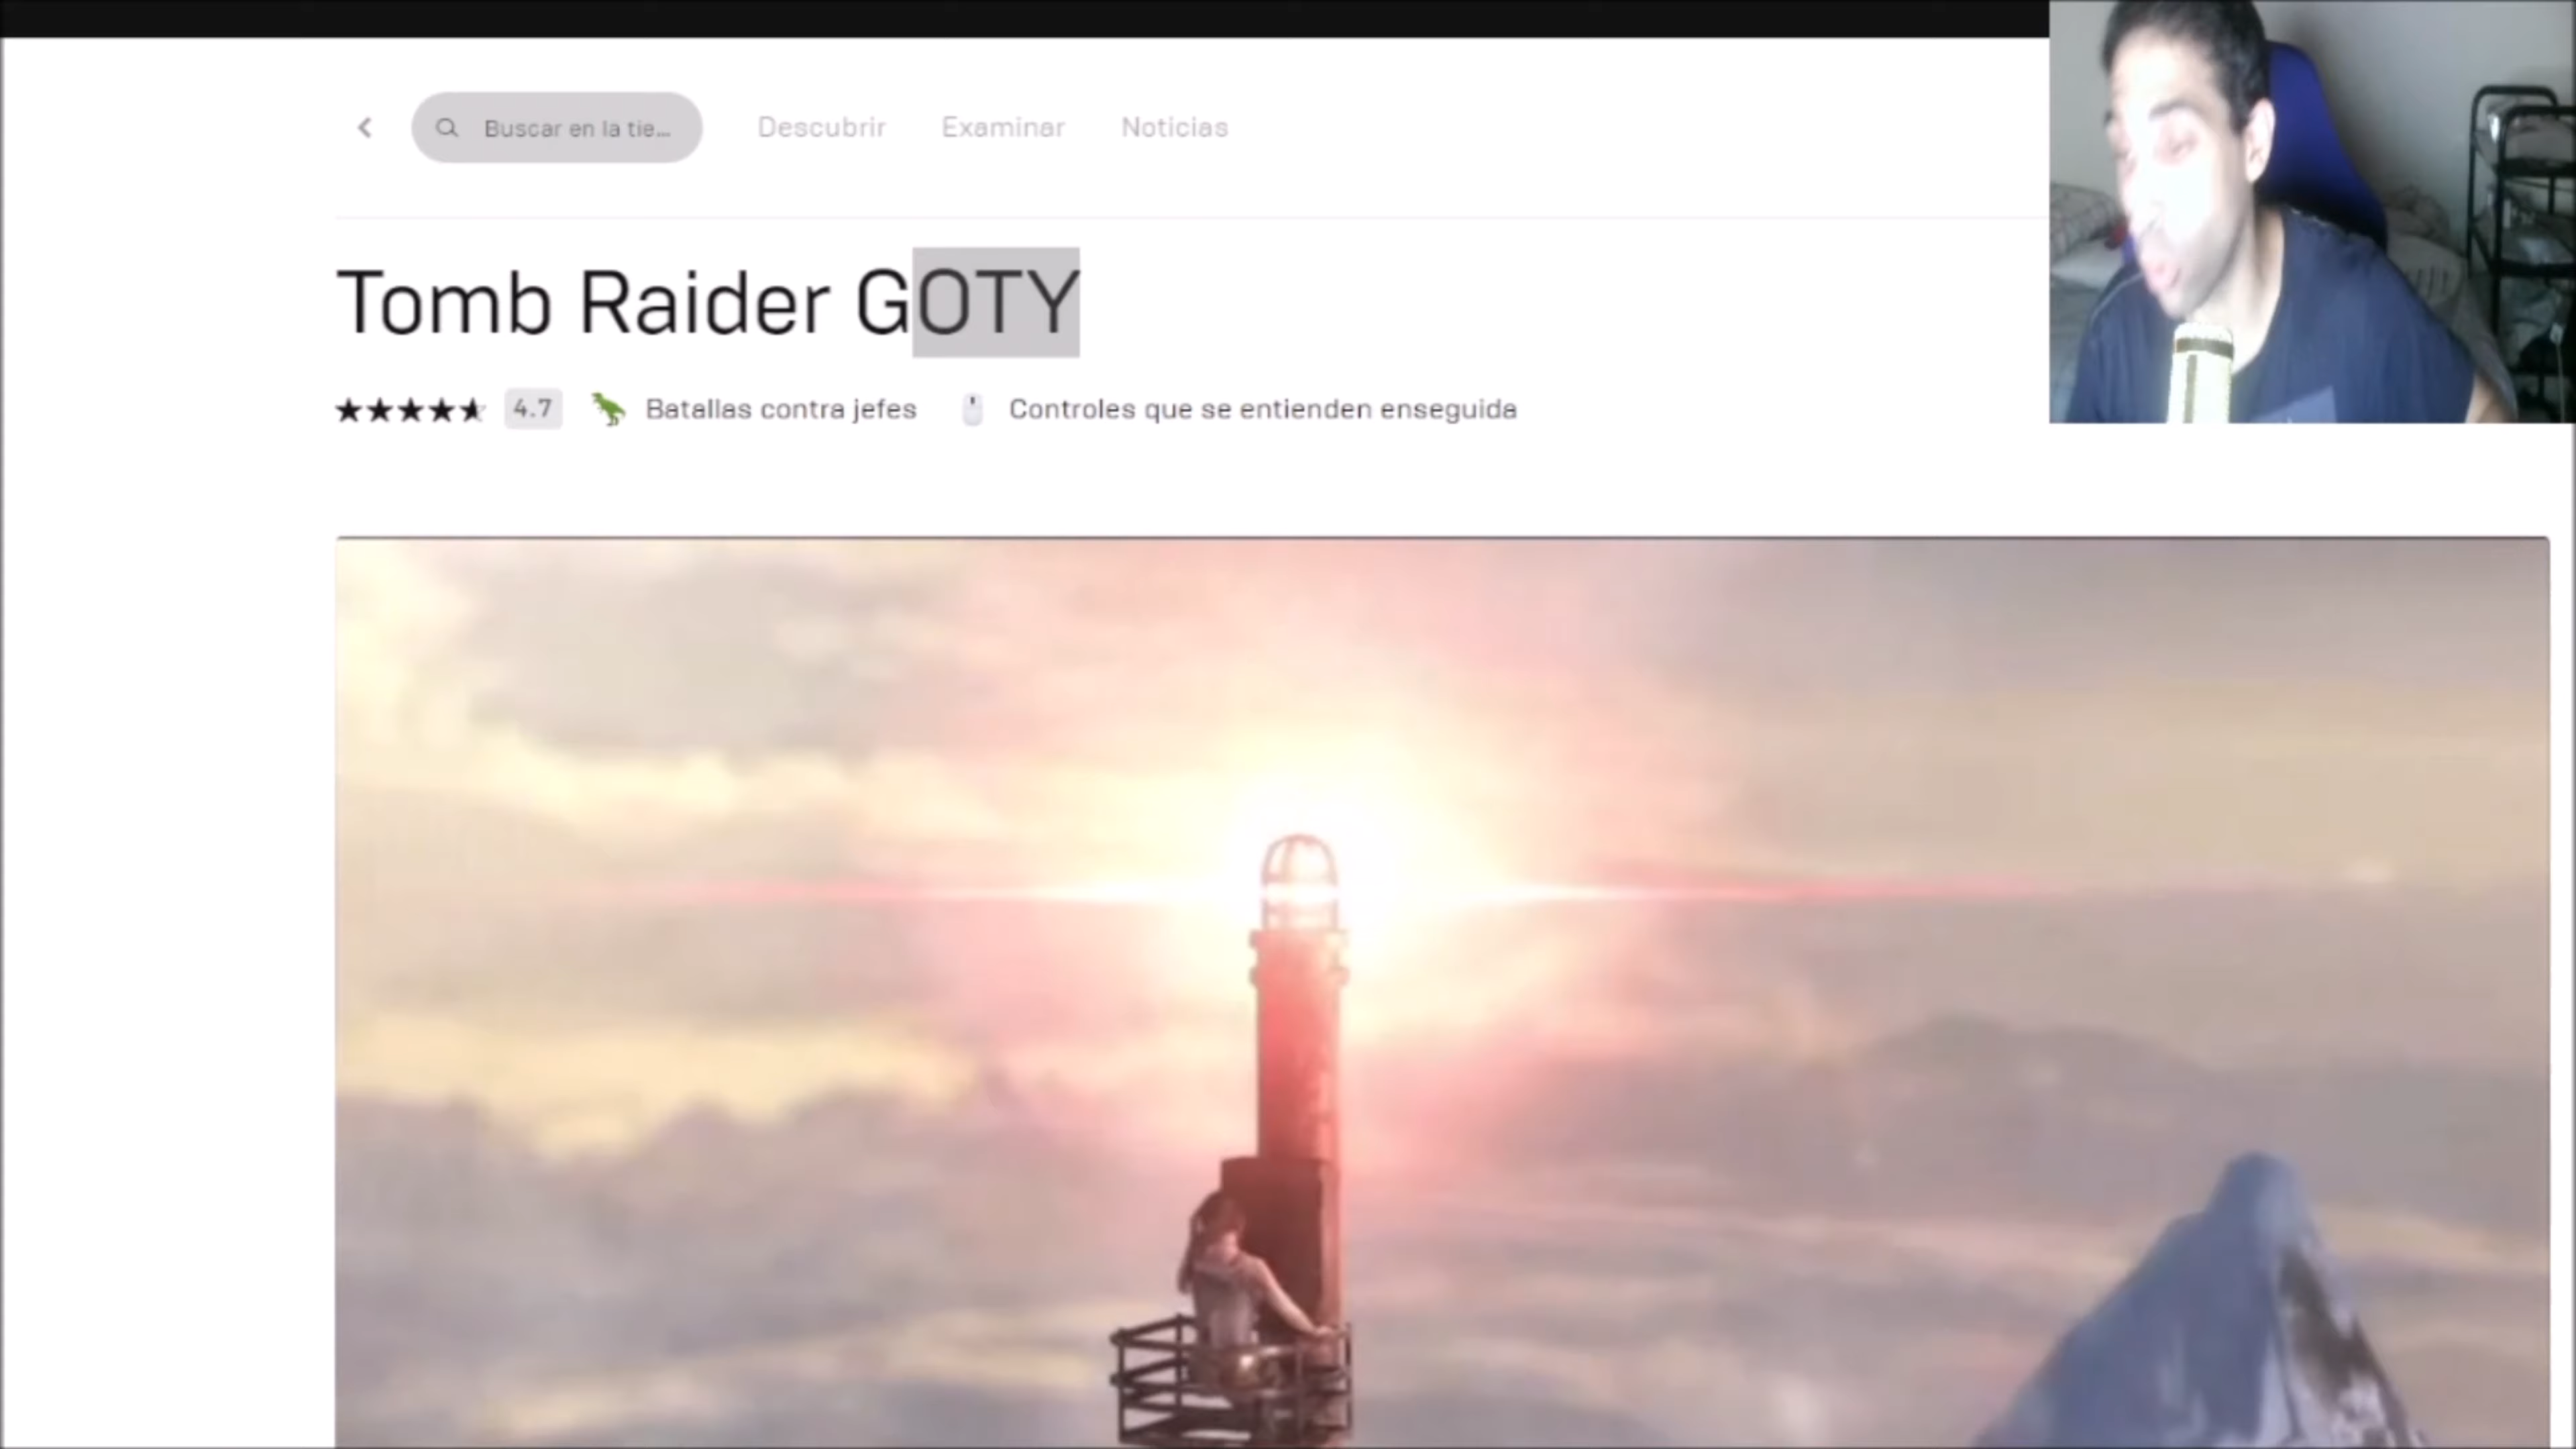 Buscar en la tie... Descubrir Examinar Noticias
Tomb Raider GOTY
4.7 Batallas contra jefes Controles que se entienden enseguida